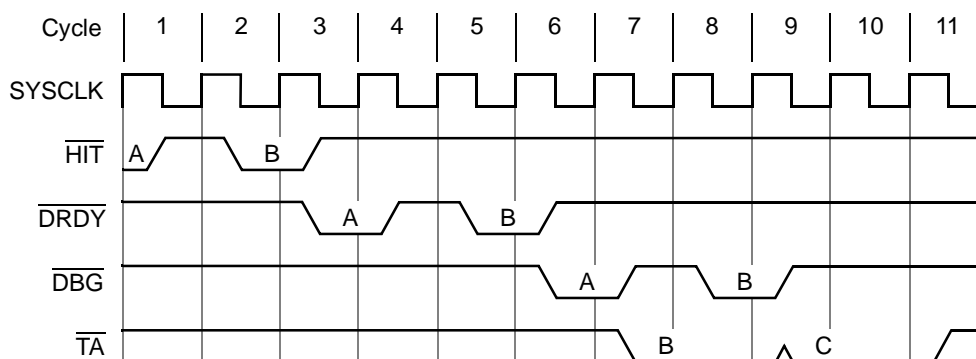 Cycle 1 2 3 4 5 6 7 8 9 10 11
SYSCLK
HIT A B
DRDY A B
DBG A B
TA B C